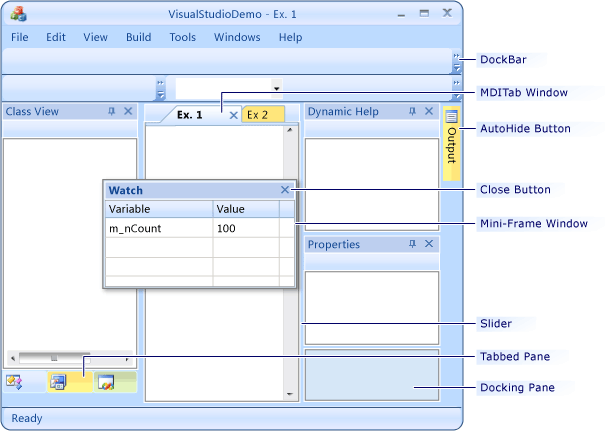 VisualStudioDemo - Ex. 1
File Edit View Build Tools Windows Help
DockBar
MDITab Window
Class View
Ex. 1
Ex 2
Dynamic Help
Output
AutoHide Button
Watch
Close Button
Variable Value
m_nCount 100
Mini-Frame Window
Properties
Slider
Tabbed Pane
Docking Pane
Ready